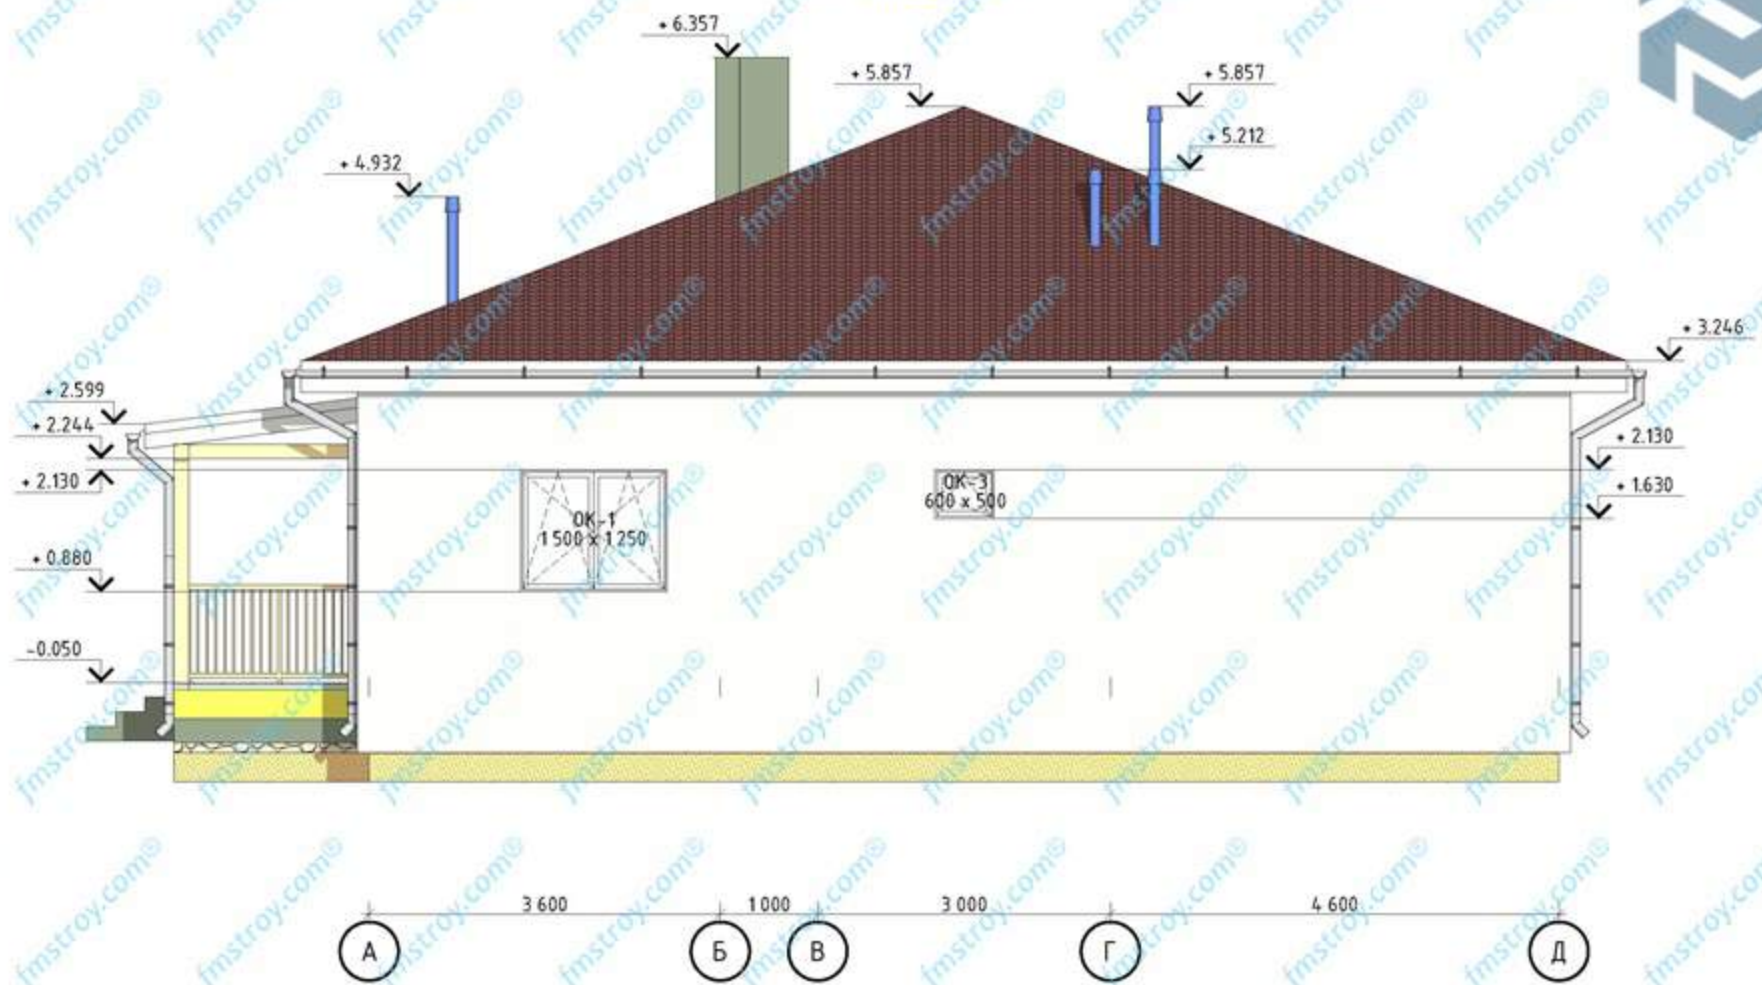 + 6.357
+ 5.857
+ 5.857
+ 5.212
+ 4.932
+ 3.246
+ 2.599
+ 2.244
+ 2.130
+ 2.130
+ 1.630
ОК-3
600 x 500
ОК-1
1 500 x 1 250
+ 0.880
-0.050
3 600
1 000
3 000
4 600
А
Б
В
Г
Д
fmstroy.com®